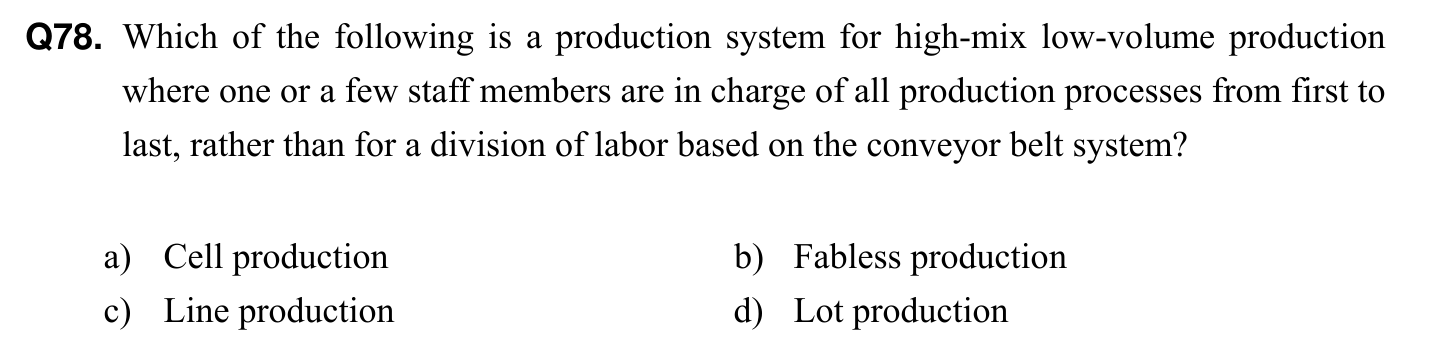 Q78. Which of the following is a production system for high-mix low-volume production
where one or a few staff members are in charge of all production processes from first to
last, rather than for a division of labor based on the conveyor belt system?
a) Cell production b) Fabless production
c) Line production d) Lot production